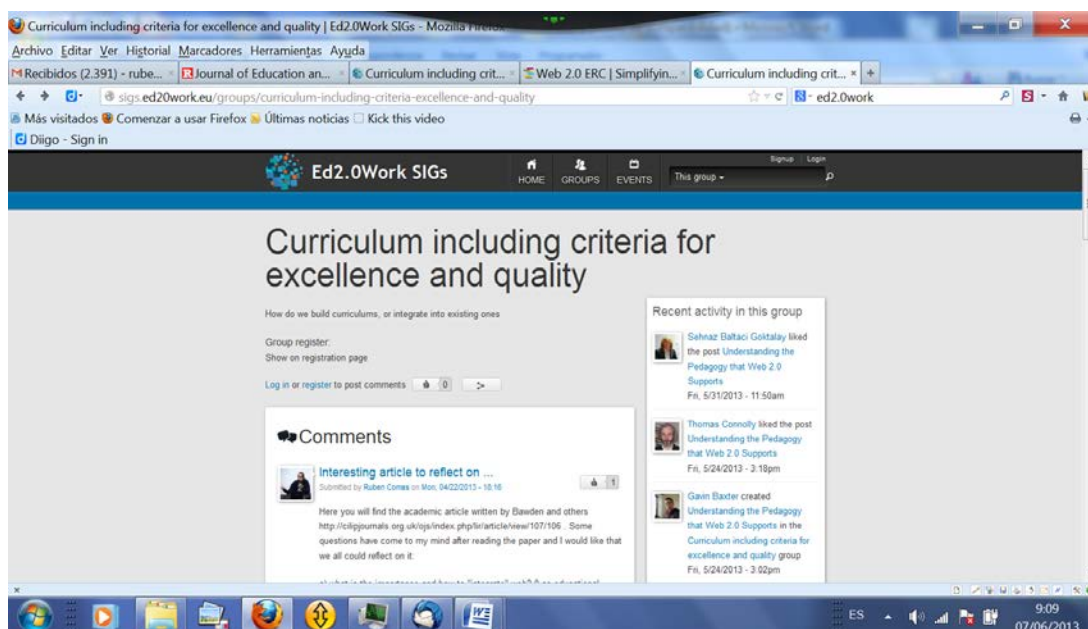 Curriculum including criteria for excellence and quality | Ed2.0Work SIGs - Mozilla Firefox
Archivo Editar Ver Historial Marcadores Herramientas Ayuda
Recibidos (2.391) - rube... Journal of Education an... Curriculum including crit... Web 2.0 ERC | Simplifyin... Curriculum including crit...
sigs.ed20work.eu/groups/curriculum-including-criteria-excellence-and-quality ed2.0work
Más visitados Comenzar a usar Firefox Últimas noticias Kick this video
Diigo - Sign in
Ed2.0Work SIGs
HOME GROUPS EVENTS
Signup Login
This group
Curriculum including criteria for
excellence and quality
How do we build curriculums, or integrate into existing ones
Group register:
Show on registration page
Log in or register to post comments 0
Comments
Interesting article to reflect on ...
Submitted by Ruben Comes on Mon, 04/22/2013 - 10:16
1
Here you will find the academic article written by Bawden and others
http://cilipjournals.org.uk/ojs/index.php/lir/article/view/107/106 . Some
questions have come to my mind after reading the paper and I would like that
we all could reflect on it.
Recent activity in this group
Sehnaz Baltaci Goktalay liked
the post Understanding the
Pedagogy that Web 2.0
Supports
Fri, 5/31/2013 - 11:50am
Thomas Connolly liked the post
Understanding the Pedagogy
that Web 2.0 Supports
Fri, 5/24/2013 - 3:18pm
Gavin Baxter created
Understanding the Pedagogy
that Web 2.0 Supports in the
Curriculum including criteria for
excellence and quality group
Fri, 5/24/2013 - 3:02pm
ES
9:09
07/06/2013